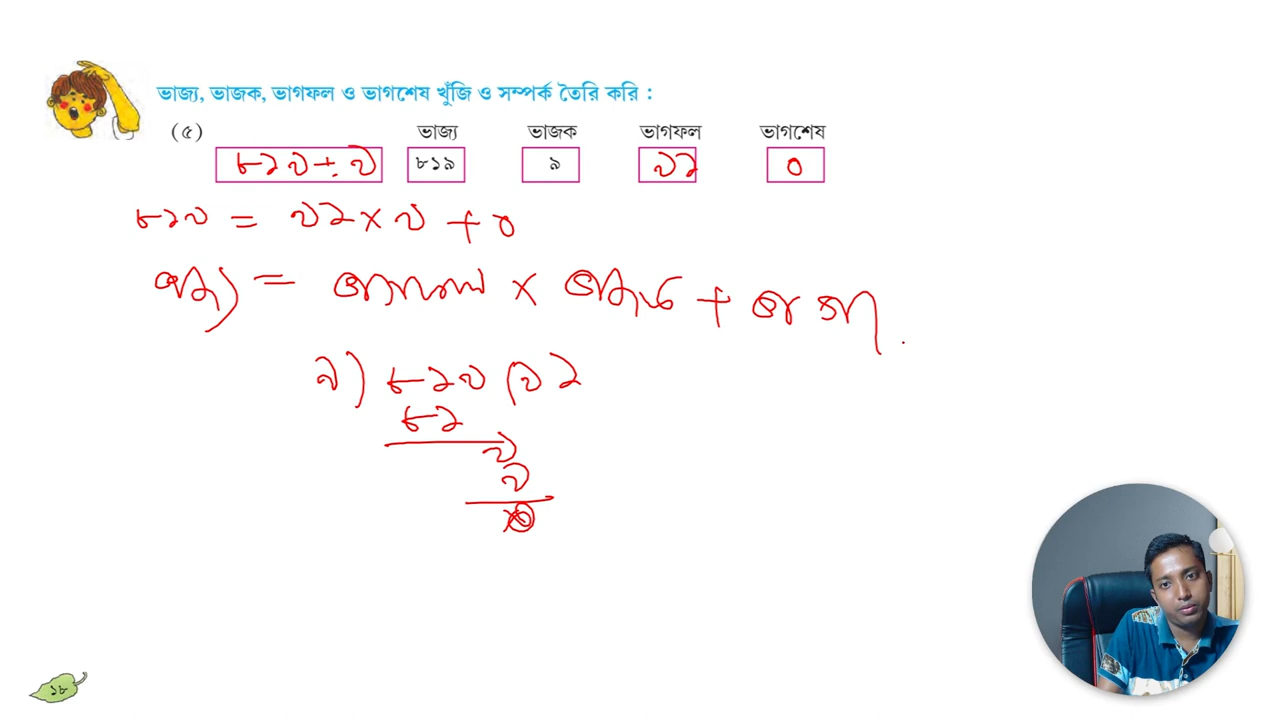 ভাজ্য, ভাজক, ভাগফল ও ভাগশেষ খুঁজি ও সম্পর্ক তৈরি করি :
(৫) ভাজ্য ভাজক ভাগফল ভাগশেষ
৮১৯ ÷ ৯ ৮১৯ ৯ ৯১ ০
৮১৯ = ৯১ × ৯ + ০
ভাজ্য = ভাগফল × ভাজক + ভাগশেষ
৯) ৮১৯ (৯১
৮১
৯
৯
০
১৮